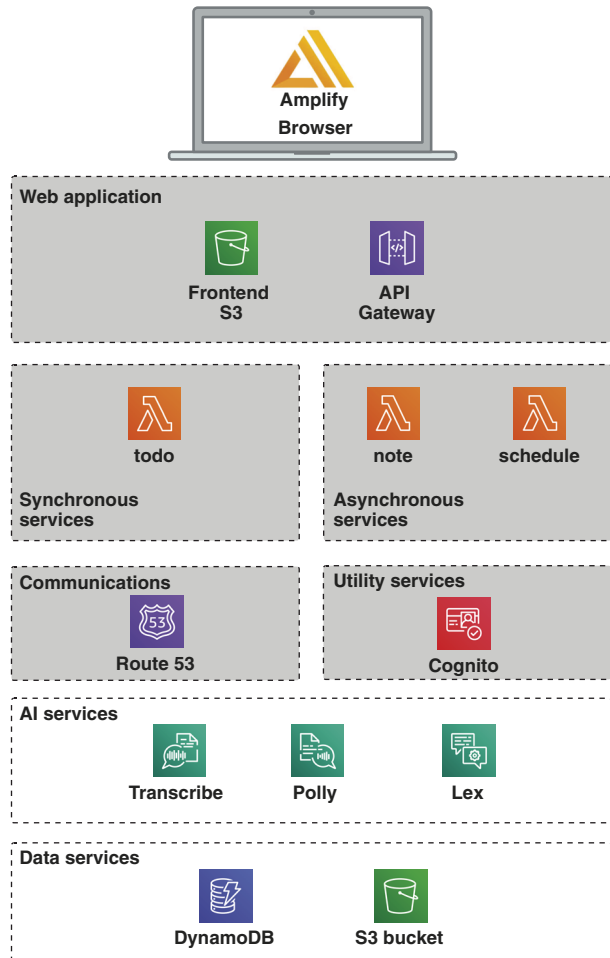 Amplify
Browser
Web application
Frontend
S3
API
Gateway
</>
todo
Synchronous
services
note
schedule
Asynchronous
services
Communications
53
Route 53
Utility services
Cognito
AI services
Transcribe
Polly
Lex
Data services
DynamoDB
S3 bucket